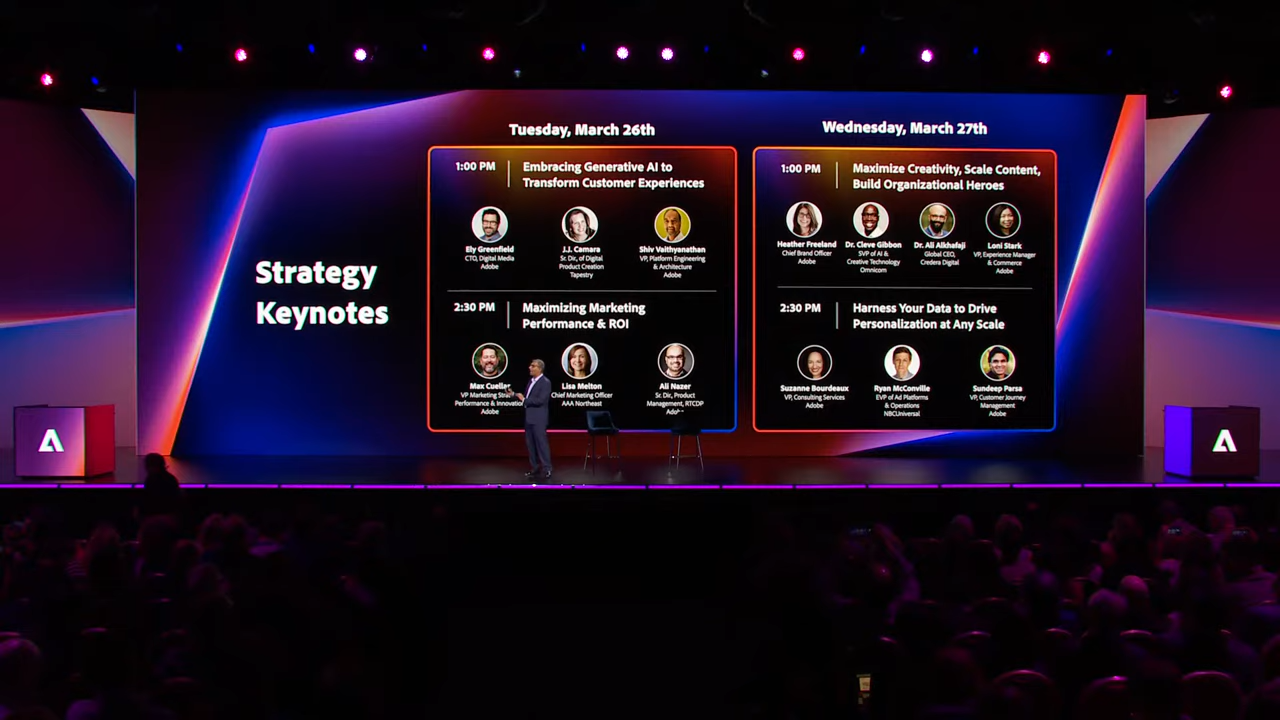 Strategy
Keynotes
Tuesday, March 26th
1:00 PM
Embracing Generative AI to
Transform Customer Experiences
Ely Greenfield
CTO, Digital Media
Adobe
J.J. Camara
Sr. Dir, of Digital
Product Creation
Tapestry
Shiv Vaithyanathan
VP, Platform Engineering
& Architecture
Adobe
2:30 PM
Maximizing Marketing
Performance & ROI
Max Cuellar
VP Marketing
Performance & Innovation
Adobe
Lisa Melton
Chief Marketing Officer
AAA Northeast
Ali Nazer
Sr. Dir, Product
Management, RTCDP
Adobe
Wednesday, March 27th
1:00 PM
Maximize Creativity, Scale Content,
Build Organizational Heroes
Heather Freeland
Chief Brand Officer
Adobe
Dr. Cleve Gibbon
SVP of AI &
Creative Technology
Omnicom
Dr. Ali Alkhafaji
Global CEO,
Credera Digital
Loni Stark
VP, Experience Manager
& Commerce
Adobe
2:30 PM
Harness Your Data to Drive
Personalization at Any Scale
Suzanne Bourdeaux
VP, Consulting Services
Adobe
Ryan McConville
EVP of Ad Platforms
& Operations
NBCUniversal
Sundeep Parsa
VP, Customer Journey
Management
Adobe